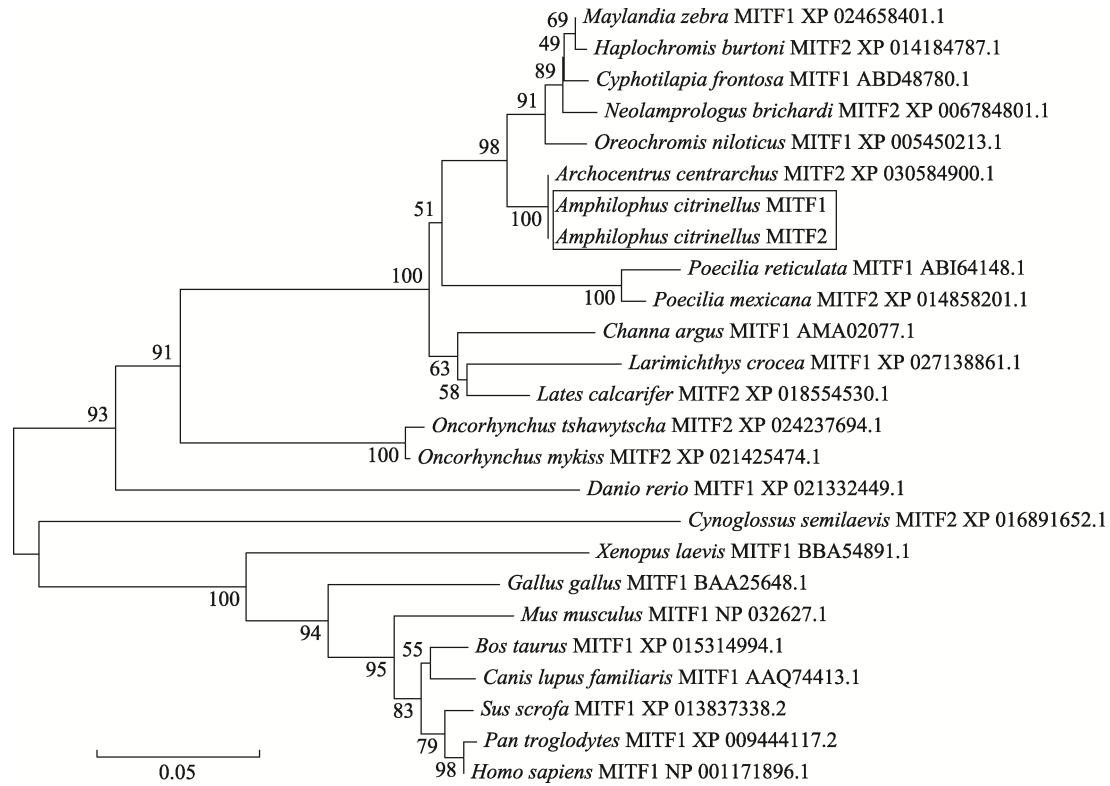 69
Maylandia zebra MITF1 XP 024658401.1
49
Haplochromis burtoni MITF2 XP 014184787.1
89
Cyphotilapia frontosa MITF1 ABD48780.1
91
Neolamprologus brichardi MITF2 XP 006784801.1
98
Oreochromis niloticus MITF1 XP 005450213.1
Archocentrus centrarchus MITF2 XP 030584900.1
51
Amphilophus citrinellus MITF1
100
Amphilophus citrinellus MITF2
100
Poecilia reticulata MITF1 ABI64148.1
100
Poecilia mexicana MITF2 XP 014858201.1
Channa argus MITF1 AMA02077.1
91
63
Larimichthys crocea MITF1 XP 027138861.1
58
Lates calcarifer MITF2 XP 018554530.1
93
Oncorhynchus tshawytscha MITF2 XP 024237694.1
100
Oncorhynchus mykiss MITF2 XP 021425474.1
Danio rerio MITF1 XP 021332449.1
Cynoglossus semilaevis MITF2 XP 016891652.1
Xenopus laevis MITF1 BBA54891.1
100
Gallus gallus MITF1 BAA25648.1
94
Mus musculus MITF1 NP 032627.1
95
55
Bos taurus MITF1 XP 015314994.1
Canis lupus familiaris MITF1 AAQ74413.1
83
Sus scrofa MITF1 XP 013837338.2
79
Pan troglodytes MITF1 XP 009444117.2
98
Homo sapiens MITF1 NP 001171896.1
0.05